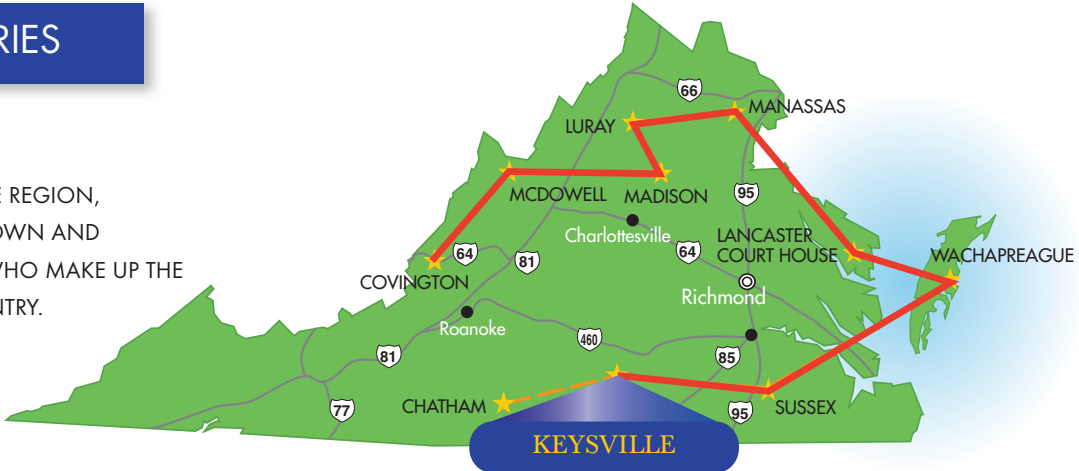 RIES
E REGION,
OWN AND
WHO MAKE UP THE
NTRY.
66
MANASSAS
LURAY
MCDOWELL
MADISON
95
Charlottesville
64
LANCASTER
COURT HOUSE
WACHAPREAGUE
64
81
COVINGTON
Richmond
Roanoke
460
81
85
77
CHATHAM
95
SUSSEX
KEYSVILLE